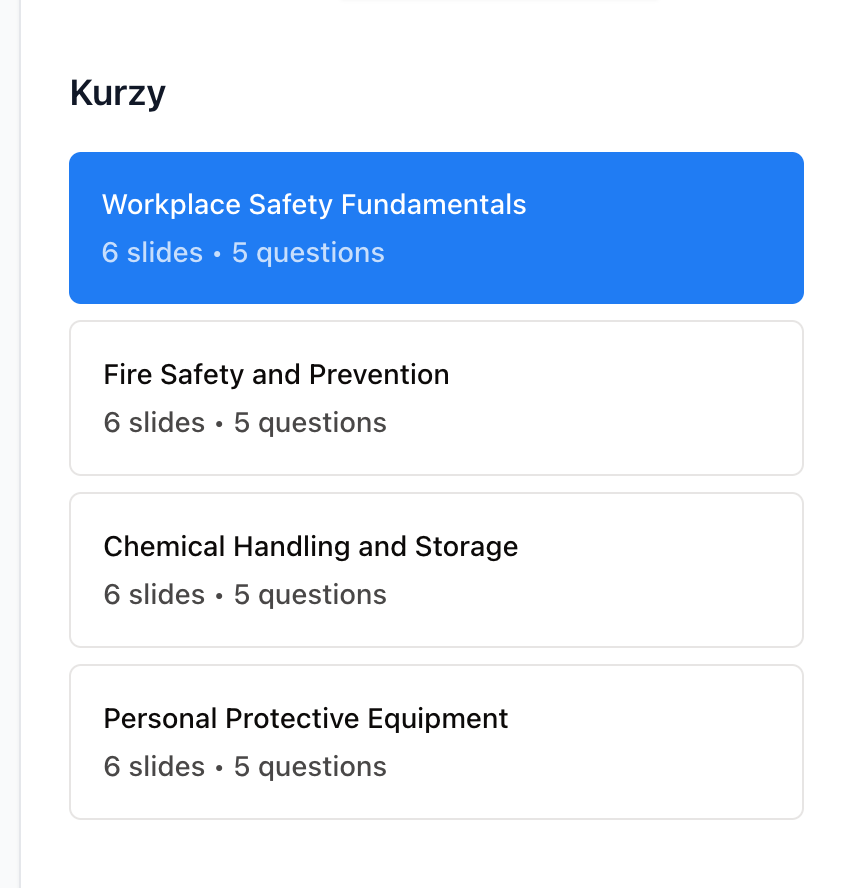 Kurzy
Workplace Safety Fundamentals
6 slides • 5 questions
Fire Safety and Prevention
6 slides • 5 questions
Chemical Handling and Storage
6 slides • 5 questions
Personal Protective Equipment
6 slides • 5 questions